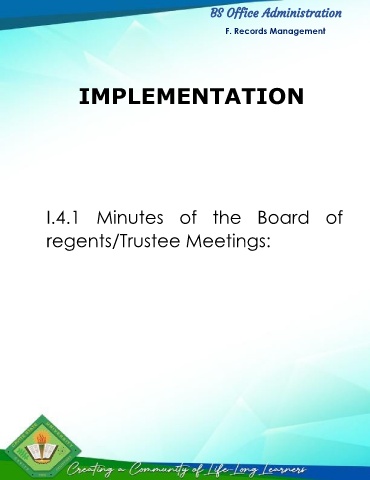 BS Office Administration
F. Records Management
IMPLEMENTATION
I.4.1 Minutes of the Board of
regents/Trustee Meetings:
Creating a Community of Life-Long Learners